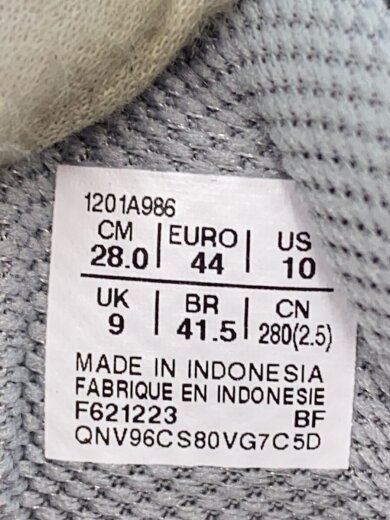 1201A986
CM | EURO | US
28.0 | 44 | 10
UK | BR | CN
9 | 41.5 | 280(2.5)
MADE IN INDONESIA
FABRIQUE EN INDONESIE
F621223 BF
QNV96CS80VG7C5D